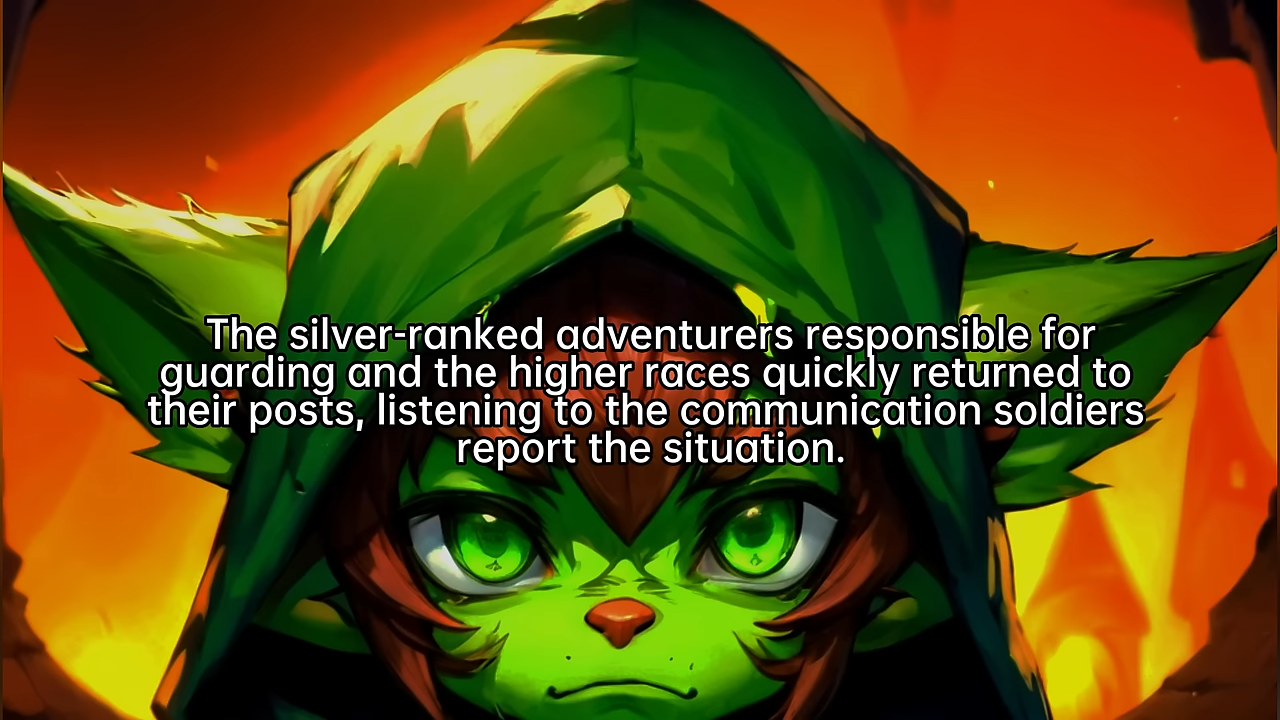 The silver-ranked adventurers responsible for
guarding and the higher races quickly returned to
their posts, listening to the communication soldiers
report the situation.